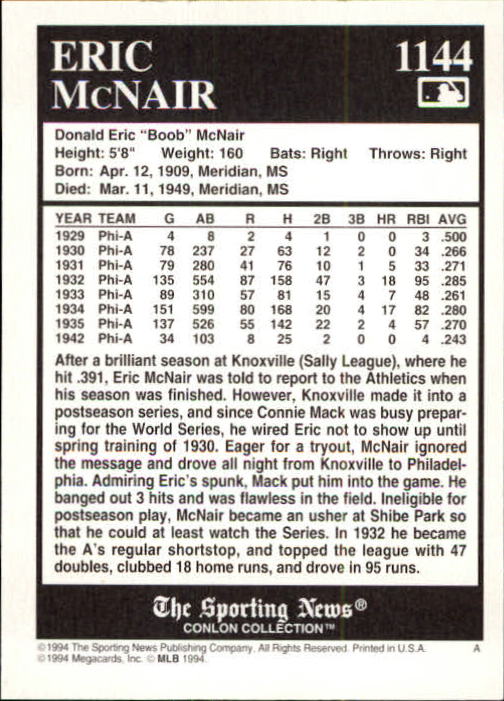 ERIC 1144
McNAIR
Donald Eric "Boob" McNair
Height: 5'8" Weight: 160 Bats: Right Throws: Right
Born: Apr. 12, 1909, Meridian, MS
Died: Mar. 11, 1949, Meridian, MS
YEAR TEAM G AB R H 2B 3B HR RBI AVG
1929 Phi-A 4 8 2 4 1 0 0 3 .500
1930 Phi-A 78 237 27 63 12 2 0 34 .266
1931 Phi-A 79 280 41 76 10 1 5 33 .271
1932 Phi-A 135 554 87 158 47 3 18 95 .285
1933 Phi-A 89 310 57 81 15 4 7 48 .261
1934 Phi-A 151 599 80 168 20 4 17 82 .280
1935 Phi-A 137 526 55 142 22 2 4 57 .270
1942 Phi-A 34 103 8 25 2 0 0 4 .243
After a brilliant season at Knoxville (Sally League), where he
hit .391, Eric McNair was told to report to the Athletics when
his season was finished. However, Knoxville made it into a
postseason series, and since Connie Mack was busy prepar-
ing for the World Series, he wired Eric not to show up until
spring training of 1930. Eager for a tryout, McNair ignored
the message and drove all night from Knoxville to Philadel-
phia. Admiring Eric's spunk, Mack put him into the game. He
banged out 3 hits and was flawless in the field. Ineligible for
postseason play, McNair became an usher at Shibe Park so
that he could at least watch the Series. In 1932 he became
the A's regular shortstop, and topped the league with 47
doubles, clubbed 18 home runs, and drove in 95 runs.
The Sporting News®
CONLON COLLECTION™
©1994 The Sporting News Publishing Company. All Rights Reserved. Printed in U.S.A. A
©1994 Megacards, Inc. © MLB 1994